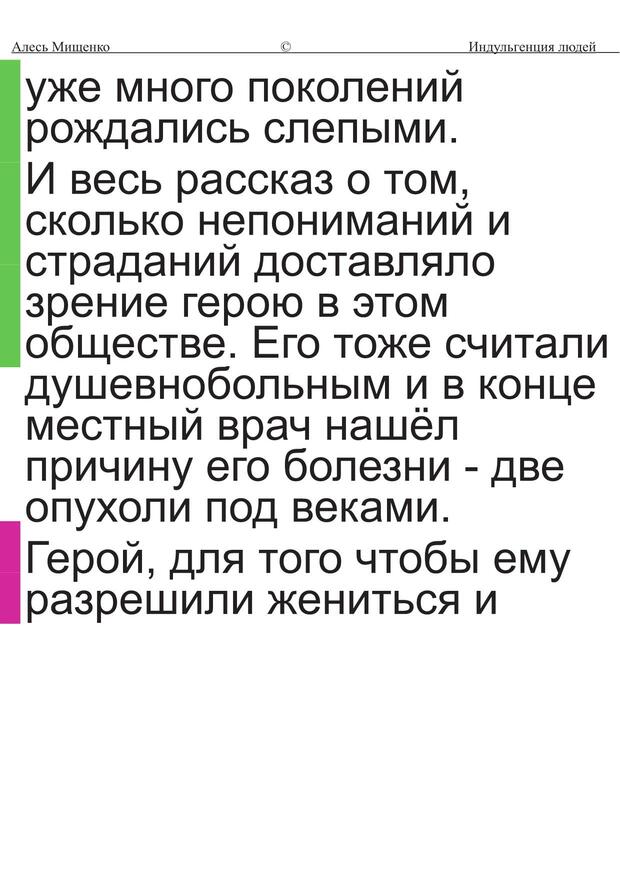 Алесь Мищенко © Индульгенция людей
уже много поколений
рождались слепыми.
И весь рассказ о том,
сколько непониманий и
страданий доставляло
зрение герою в этом
обществе. Его тоже считали
душевнобольным и в конце
местный врач нашёл
причину его болезни - две
опухоли под веками.
Герой, для того чтобы ему
разрешили жениться и